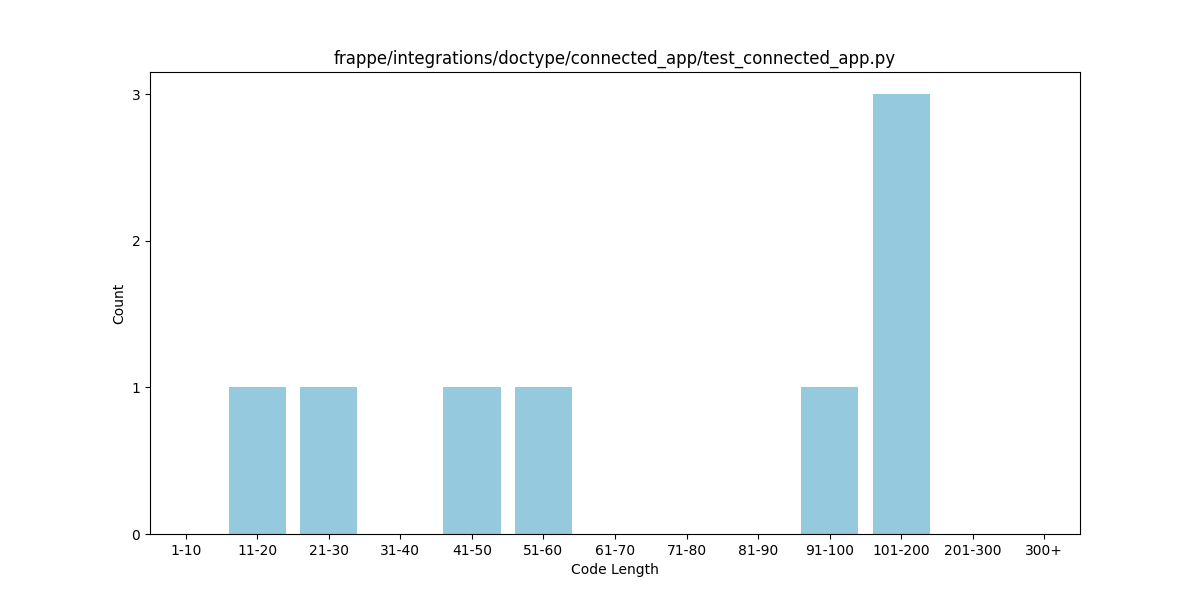 frappe/integrations/doctype/connected_app/test_connected_app.py
3
2
1
0
Count
1-10 11-20 21-30 31-40 41-50 51-60 61-70 71-80 81-90 91-100 101-200 201-300 300+
Code Length